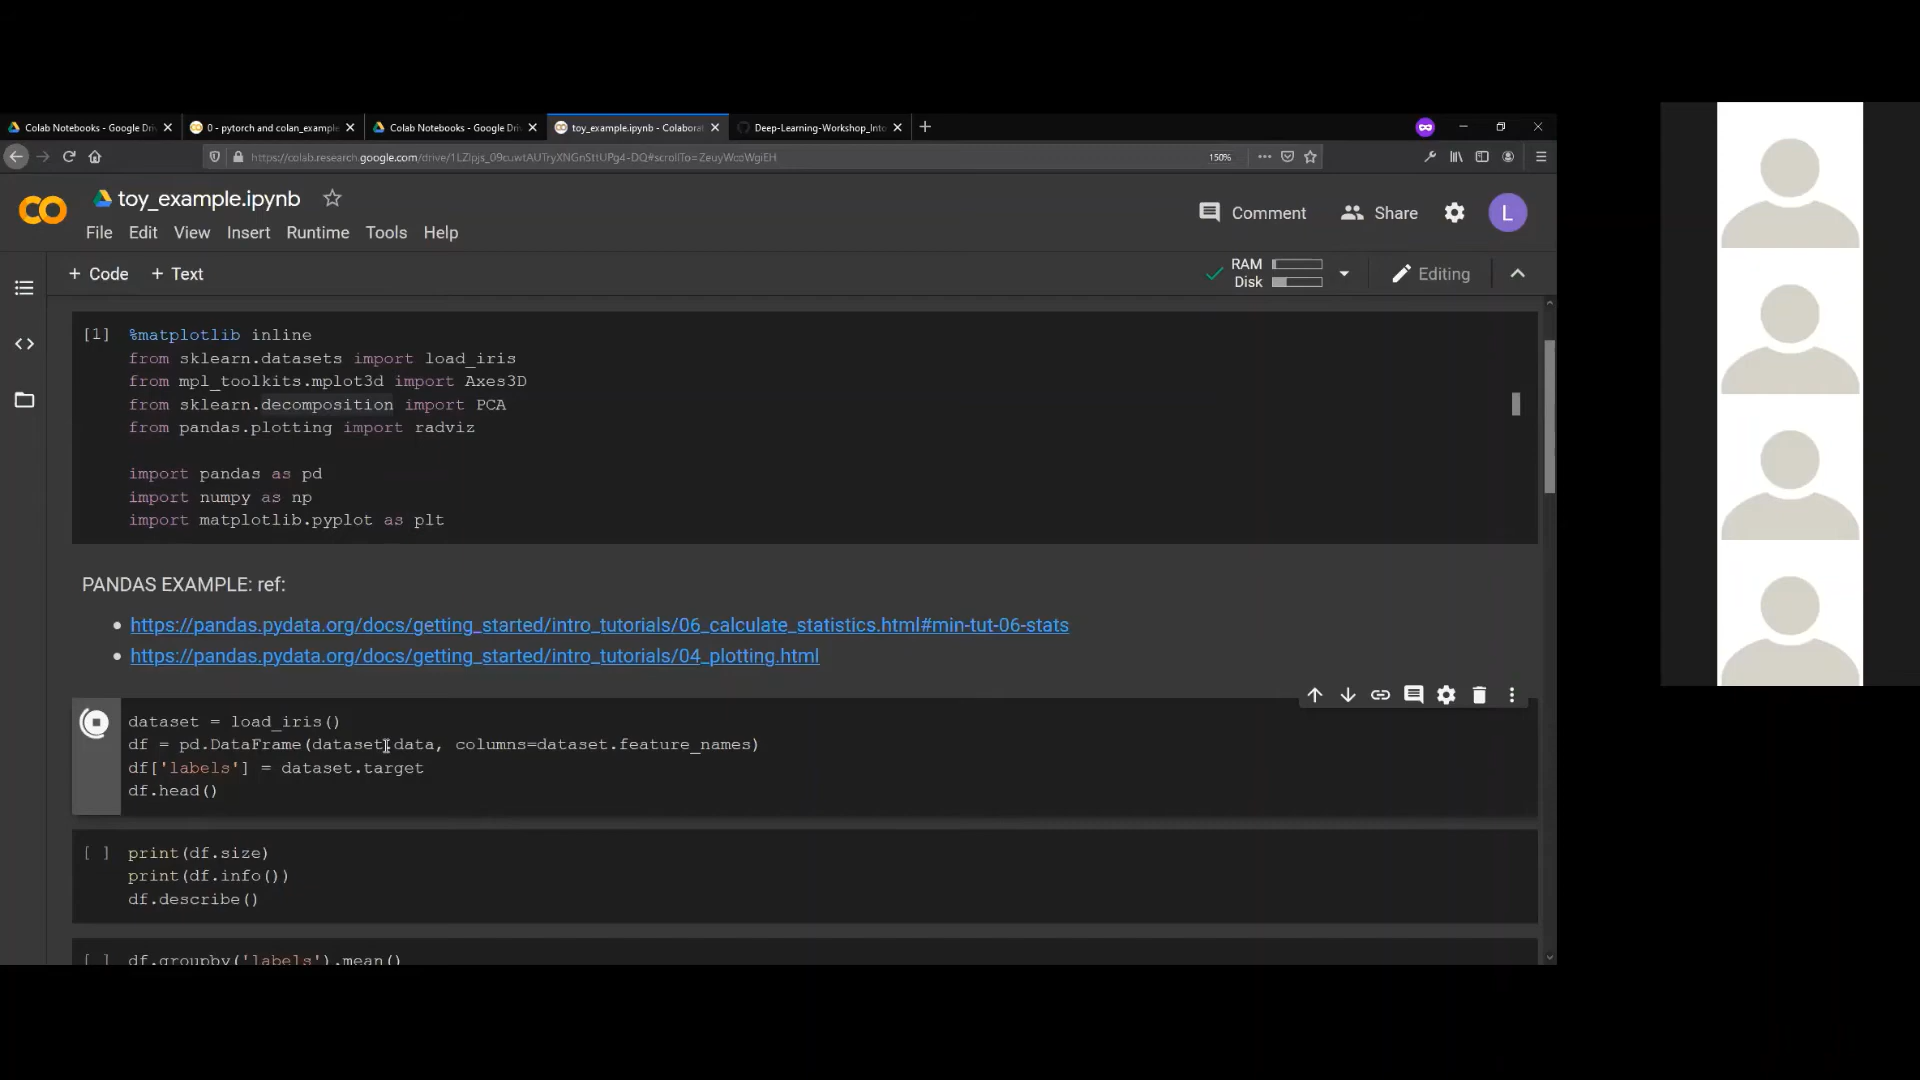 Colab Notebooks - Google Dri
0 - pytorch and colan_example
Colab Notebooks - Google Dri
toy_example.ipynb - Colaborat
Deep-Learning-Workshop_Into
150%
toy_example.ipynb
Comment
Share
L
File Edit View Insert Runtime Tools Help
+ Code + Text
RAM
Disk
Editing
[1] %matplotlib inline
from sklearn.datasets import load_iris
from mpl_toolkits.mplot3d import Axes3D
from sklearn.decomposition import PCA
from pandas.plotting import radviz
import pandas as pd
import numpy as np
import matplotlib.pyplot as plt
PANDAS EXAMPLE: ref:
https://pandas.pydata.org/docs/getting_started/intro_tutorials/06_calculate_statistics.html#min-tut-06-stats
https://pandas.pydata.org/docs/getting_started/intro_tutorials/04_plotting.html
dataset = load_iris()
df = pd.DataFrame(dataset.data, columns=dataset.feature_names)
df['labels'] = dataset.target
df.head()
[ ] print(df.size)
print(df.info())
df.describe()
[ ] df.groupby('labels').mean()